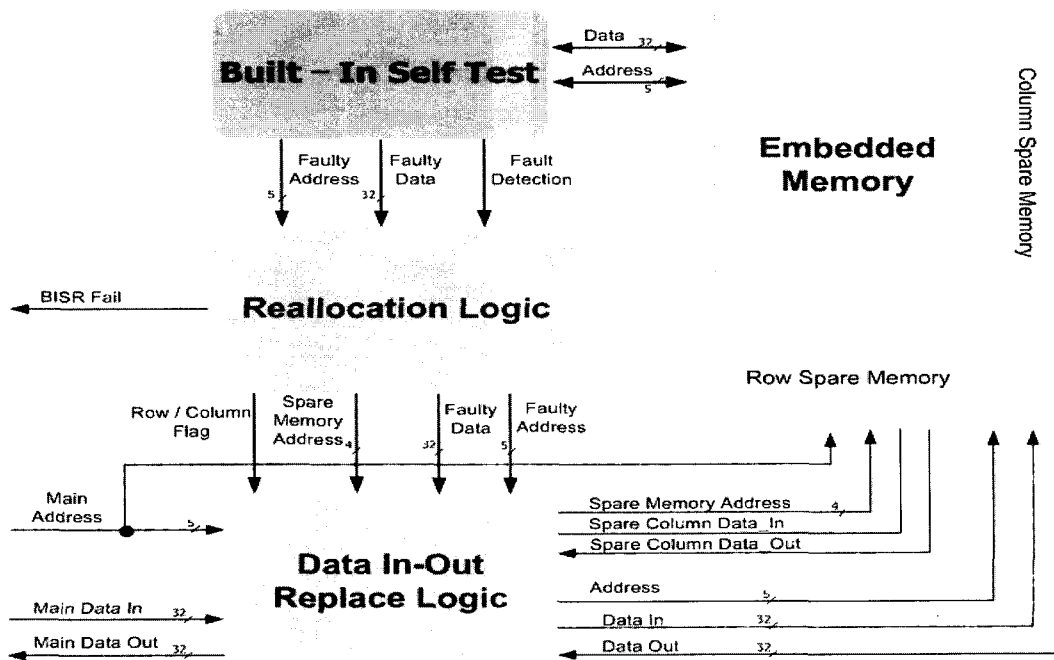 Data
32
Built – In Self Test
Address
5
Column Spare Memory
Embedded
Memory
Faulty
Address
5
Faulty
Data
32
Fault
Detection
BISR Fail
Reallocation Logic
Row Spare Memory
Row / Column
Flag
Spare
Memory
Address
4
Faulty
Data
32
Faulty
Address
5
Main
Address
5
Spare Memory Address
4
Spare Column Data_In
Spare Column Data_Out
Data In-Out
Replace Logic
Address
5
Main Data In
32
Data In
32
Main Data Out
32
Data Out
32